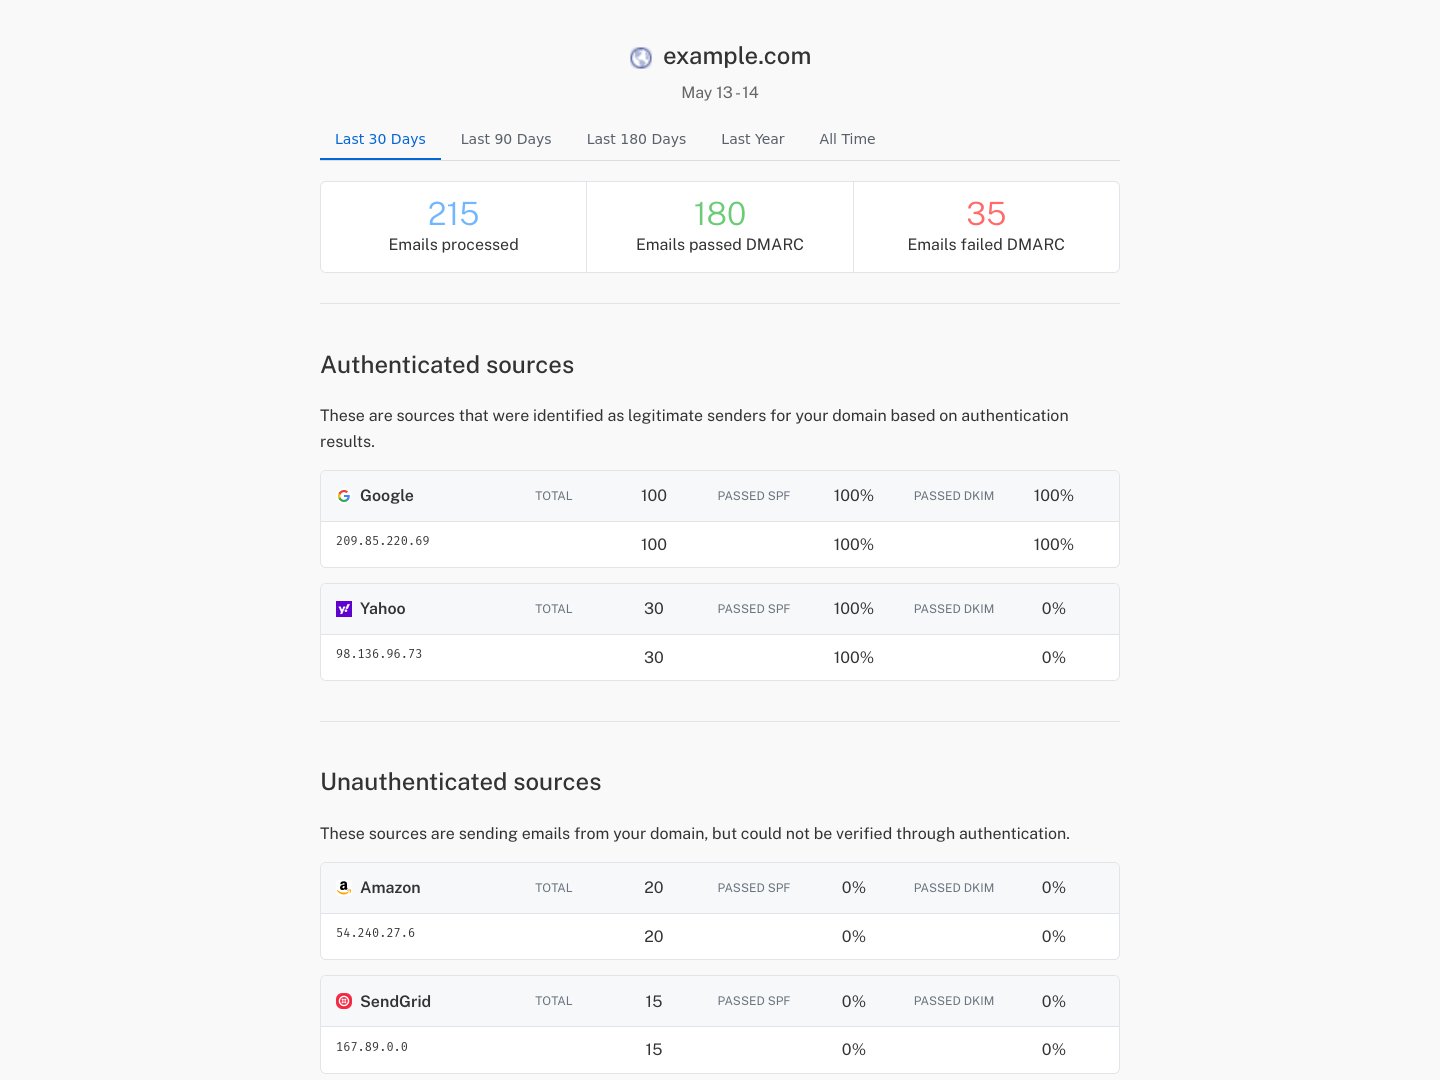 example.com
May 13 - 14
Last 30 Days Last 90 Days Last 180 Days Last Year All Time
215 180 35
Emails processed Emails passed DMARC Emails failed DMARC
Authenticated sources
These are sources that were identified as legitimate senders for your domain based on authentication
results.
Google TOTAL 100 PASSED SPF 100% PASSED DKIM 100%
209.85.220.69 100 100% 100%
Yahoo TOTAL 30 PASSED SPF 100% PASSED DKIM 0%
98.136.96.73 30 100% 0%
Unauthenticated sources
These sources are sending emails from your domain, but could not be verified through authentication.
Amazon TOTAL 20 PASSED SPF 0% PASSED DKIM 0%
54.240.27.6 20 0% 0%
SendGrid TOTAL 15 PASSED SPF 0% PASSED DKIM 0%
167.89.0.0 15 0% 0%